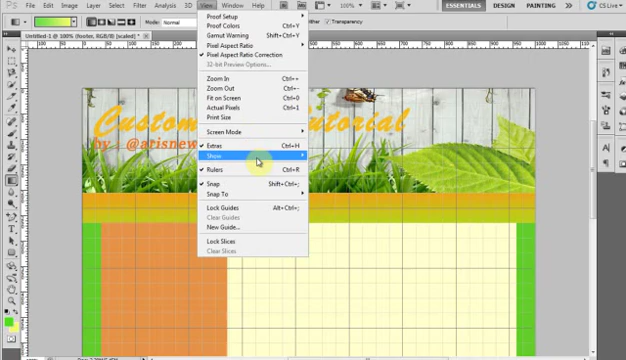 File Edit Image Layer Select Filter Analysis 3D View Window Help 100% ESSENTIALS DESIGN PAINTING CS Live
Mode: Normal Transparency
Untitled-1 @ 100% (footer, RGB/8) [scaled]
Proof Setup
Proof Colors Ctrl+Y
Gamut Warning Shift+Ctrl+Y
Pixel Aspect Ratio
Pixel Aspect Ratio Correction
32-bit Preview Options...
Zoom In Ctrl++
Zoom Out Ctrl+-
Fit on Screen Ctrl+0
Actual Pixels Ctrl+1
Print Size
Screen Mode
Extras Ctrl+H
Show
Rulers Ctrl+R
Snap Shift+Ctrl+;
Snap To
Lock Guides Alt+Ctrl+;
Clear Guides
New Guide...
Lock Slices
Clear Slices
Custom Tutorial
by @atisnew